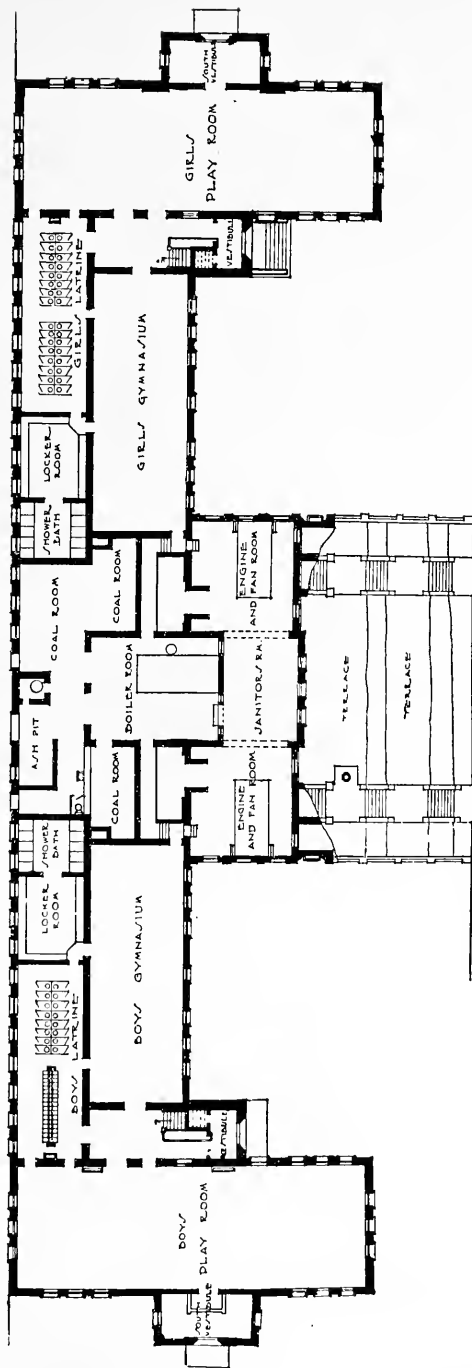 SOUTH
VESTIBULE
GIRLS
PLAY ROOM
VESTIBULE
GIRLS LATRINE
GIRLS GYMNASIUM
LOCKER
ROOM
SHOWER
BATH
COAL ROOM
COAL ROOM
ENGINE
AND FAN ROOM
BOILER ROOM
JANITORS RM.
ASH PIT
COAL ROOM
ENGINE
AND FAN ROOM
TERRACE
TERRACE
SHOWER
BATH
LOCKER
ROOM
BOYS GYMNASIUM
BOYS LATRINE
VESTIBULE
BOYS
PLAY ROOM
SOUTH
VESTIBULE